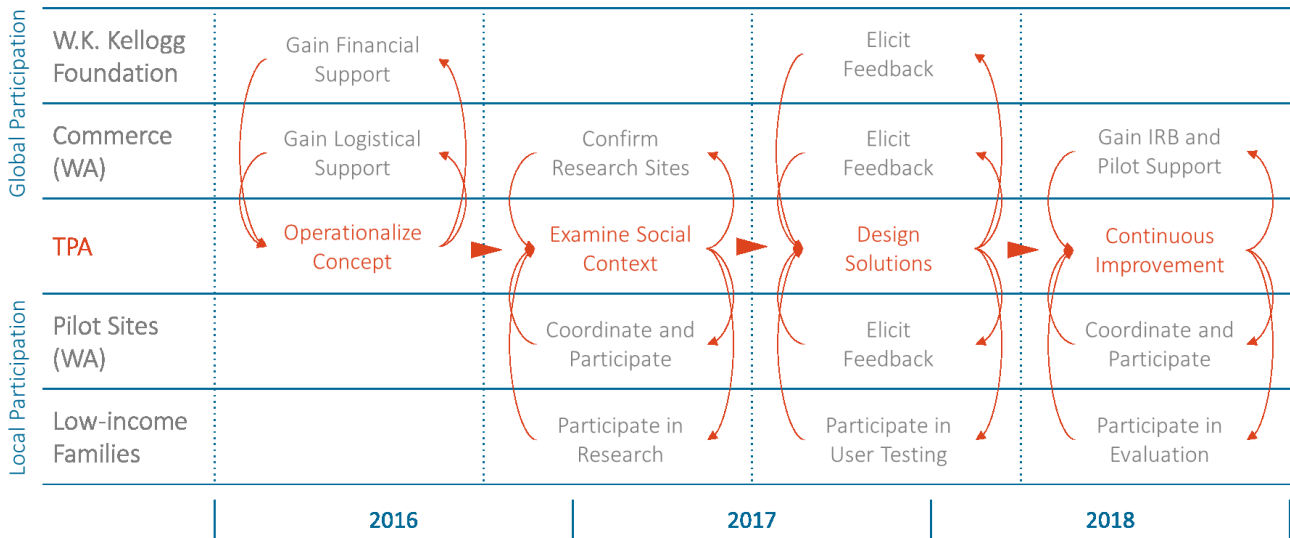 Global Participation
W.K. Kellogg
Foundation
Gain Financial
Support
Elicit
Feedback
Commerce
(WA)
Gain Logistical
Support
Confirm
Research Sites
Elicit
Feedback
Gain IRB and
Pilot Support
TPA
Operationalize
Concept
Examine Social
Context
Design
Solutions
Continuous
Improvement
Local Participation
Pilot Sites
(WA)
Coordinate and
Participate
Elicit
Feedback
Coordinate and
Participate
Low-income
Families
Participate in
Research
Participate in
User Testing
Participate in
Evaluation
2016
2017
2018